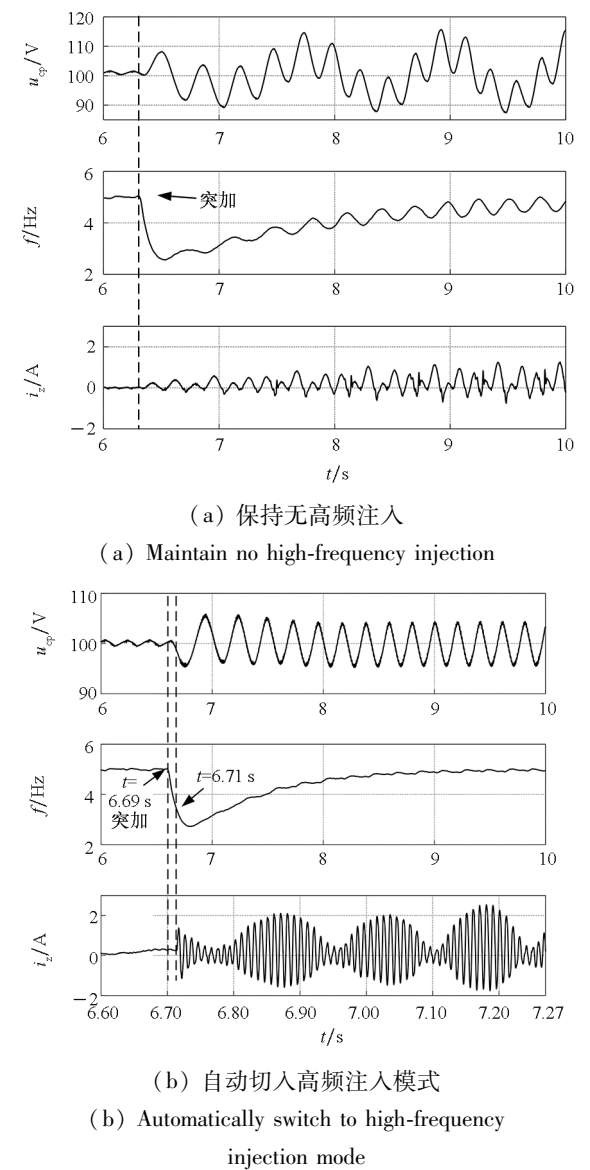 120
110
100
90
u_cp/V
6 7 8 9 10
6
4
2
f/Hz
突加
6 7 8 9 10
2
0
−2
i_z/A
6 7 8 9 10
t/s
(a) 保持无高频注入
(a) Maintain no high-frequency injection
110
100
90
u_cp/V
6 7 8 9 10
6
4
2
f/Hz
t=
6.69 s
突加
t=6.71 s
6 7 8 9 10
2
0
−2
i_z/A
6.60 6.70 6.80 6.90 7.00 7.10 7.20 7.27
t/s
(b) 自动切入高频注入模式
(b) Automatically switch to high-frequency
injection mode